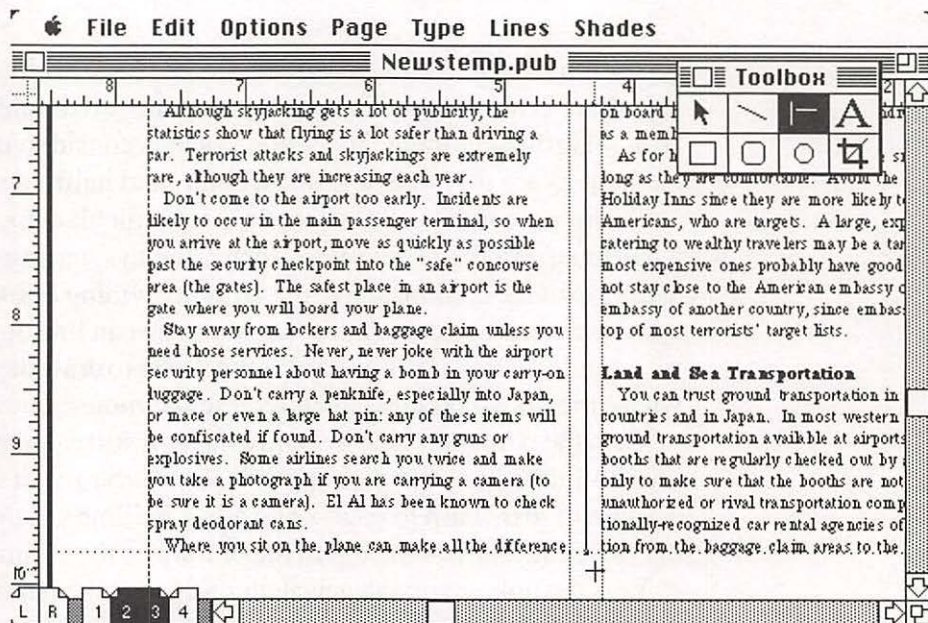 File Edit Options Page Type Lines Shades
Newstemp.pub
Toolbox
A
8 7 6 5 4 2
7
8
9
10
Although skyjacking gets a lot of publicity, the
statistics show that flying is a lot safer than driving a
car. Terrorist attacks and skyjackings are extremely
rare, although they are increasing each year.
Don't come to the airport too early. Incidents are
likely to occur in the main passenger terminal, so when
you arrive at the airport, move as quickly as possible
past the security checkpoint into the "safe" concourse
area (the gates). The safest place in an airport is the
gate where you will board your plane.
Stay away from lockers and baggage claim unless you
need those services. Never, never joke with the airport
security personnel about having a bomb in your carry-on
luggage. Don't carry a penknife, especially into Japan,
or mace or even a large hat pin: any of these items will
be confiscated if found. Don't carry any guns or
explosives. Some airlines search you twice and make
you take a photograph if you are carrying a camera (to
be sure it is a camera). El Al has been known to check
spray deodorant cans.
Where you sit on the plane can make all the difference
on board
as a memb
As for h
long as they are comfortable. Avoid the
Holiday Inns since they are more likely t
Americans, who are targets. A large, exp
catering to wealthy travelers may be a tar
most expensive ones probably have good
not stay close to the American embassy o
embassy of another country, since embas
top of most terrorists' target lists.
Land and Sea Transportation
You can trust ground transportation in
countries and in Japan. In most western
ground transportation available at airports
booths that are regularly checked out by
only to make sure that the booths are not
unauthorized or rival transportation comp
tionally-recognized car rental agencies of
tion from the baggage claim areas to the
L R 1 2 3 4